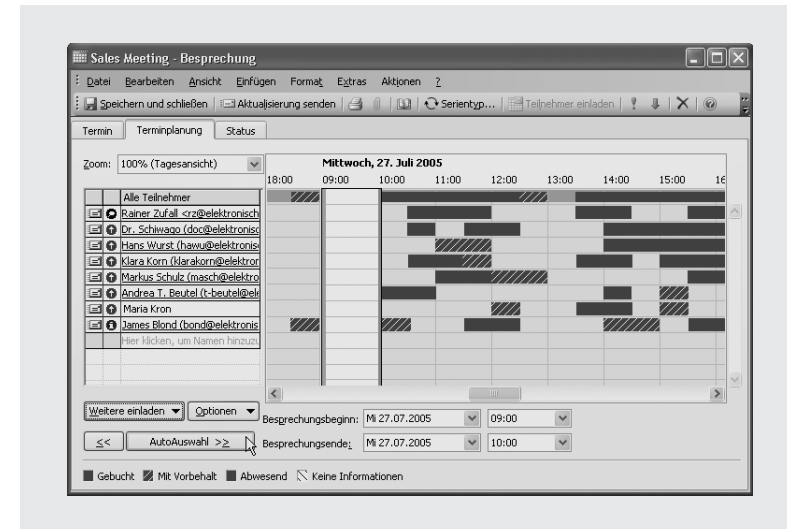 Sales Meeting - Besprechung
Datei Bearbeiten Ansicht Einfügen Format Extras Aktionen ?
Speichern und schließen Aktualisierung senden Serientyp... Teilnehmer einladen
Termin Terminplanung Status
Zoom: 100% (Tagesansicht)
Mittwoch, 27. Juli 2005
18:00 09:00 10:00 11:00 12:00 13:00 14:00 15:00 16
Alle Teilnehmer
Rainer Zufall <rz@elektronisch
Dr. Schiwago (doc@elektronisc
Hans Wurst (hawu@elektronis
Klara Korn (klarakorn@elektror
Markus Schulz (masch@elektro
Andrea T. Beutel (t-beutel@ele
Maria Kron
James Blond (bond@elektronis
Hier klicken, um Namen hinzuzu
Weitere einladen Optionen
Besprechungsbeginn: Mi 27.07.2005 09:00
<< AutoAuswahl >>
Besprechungsende: Mi 27.07.2005 10:00
Gebucht Mit Vorbehalt Abwesend Keine Informationen